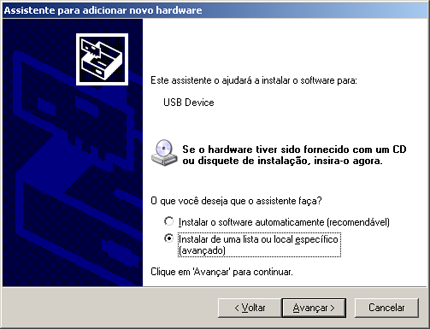 Assistente para adicionar novo hardware
Este assistente o ajudará a instalar o software para:
USB Device
Se o hardware tiver sido fornecido com um CD
ou disquete de instalação, insira-o agora.
O que você deseja que o assistente faça?
Instalar o software automaticamente (recomendável)
Instalar de uma lista ou local específico
(avançado)
Clique em 'Avançar' para continuar.
< Voltar
Avançar >
Cancelar